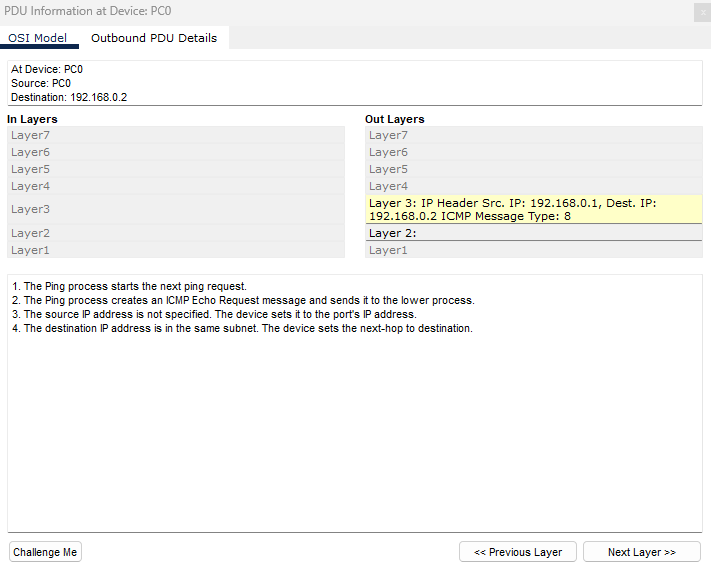 PDU Information at Device: PC0
x
OSI Model
Outbound PDU Details
At Device: PC0
Source: PC0
Destination: 192.168.0.2
In Layers
Layer7
Layer6
Layer5
Layer4
Layer3
Layer2
Layer1
Out Layers
Layer7
Layer6
Layer5
Layer4
Layer 3: IP Header Src. IP: 192.168.0.1, Dest. IP:
192.168.0.2 ICMP Message Type: 8
Layer 2:
Layer1
1. The Ping process starts the next ping request.
2. The Ping process creates an ICMP Echo Request message and sends it to the lower process.
3. The source IP address is not specified. The device sets it to the port's IP address.
4. The destination IP address is in the same subnet. The device sets the next-hop to destination.
Challenge Me
<< Previous Layer
Next Layer >>